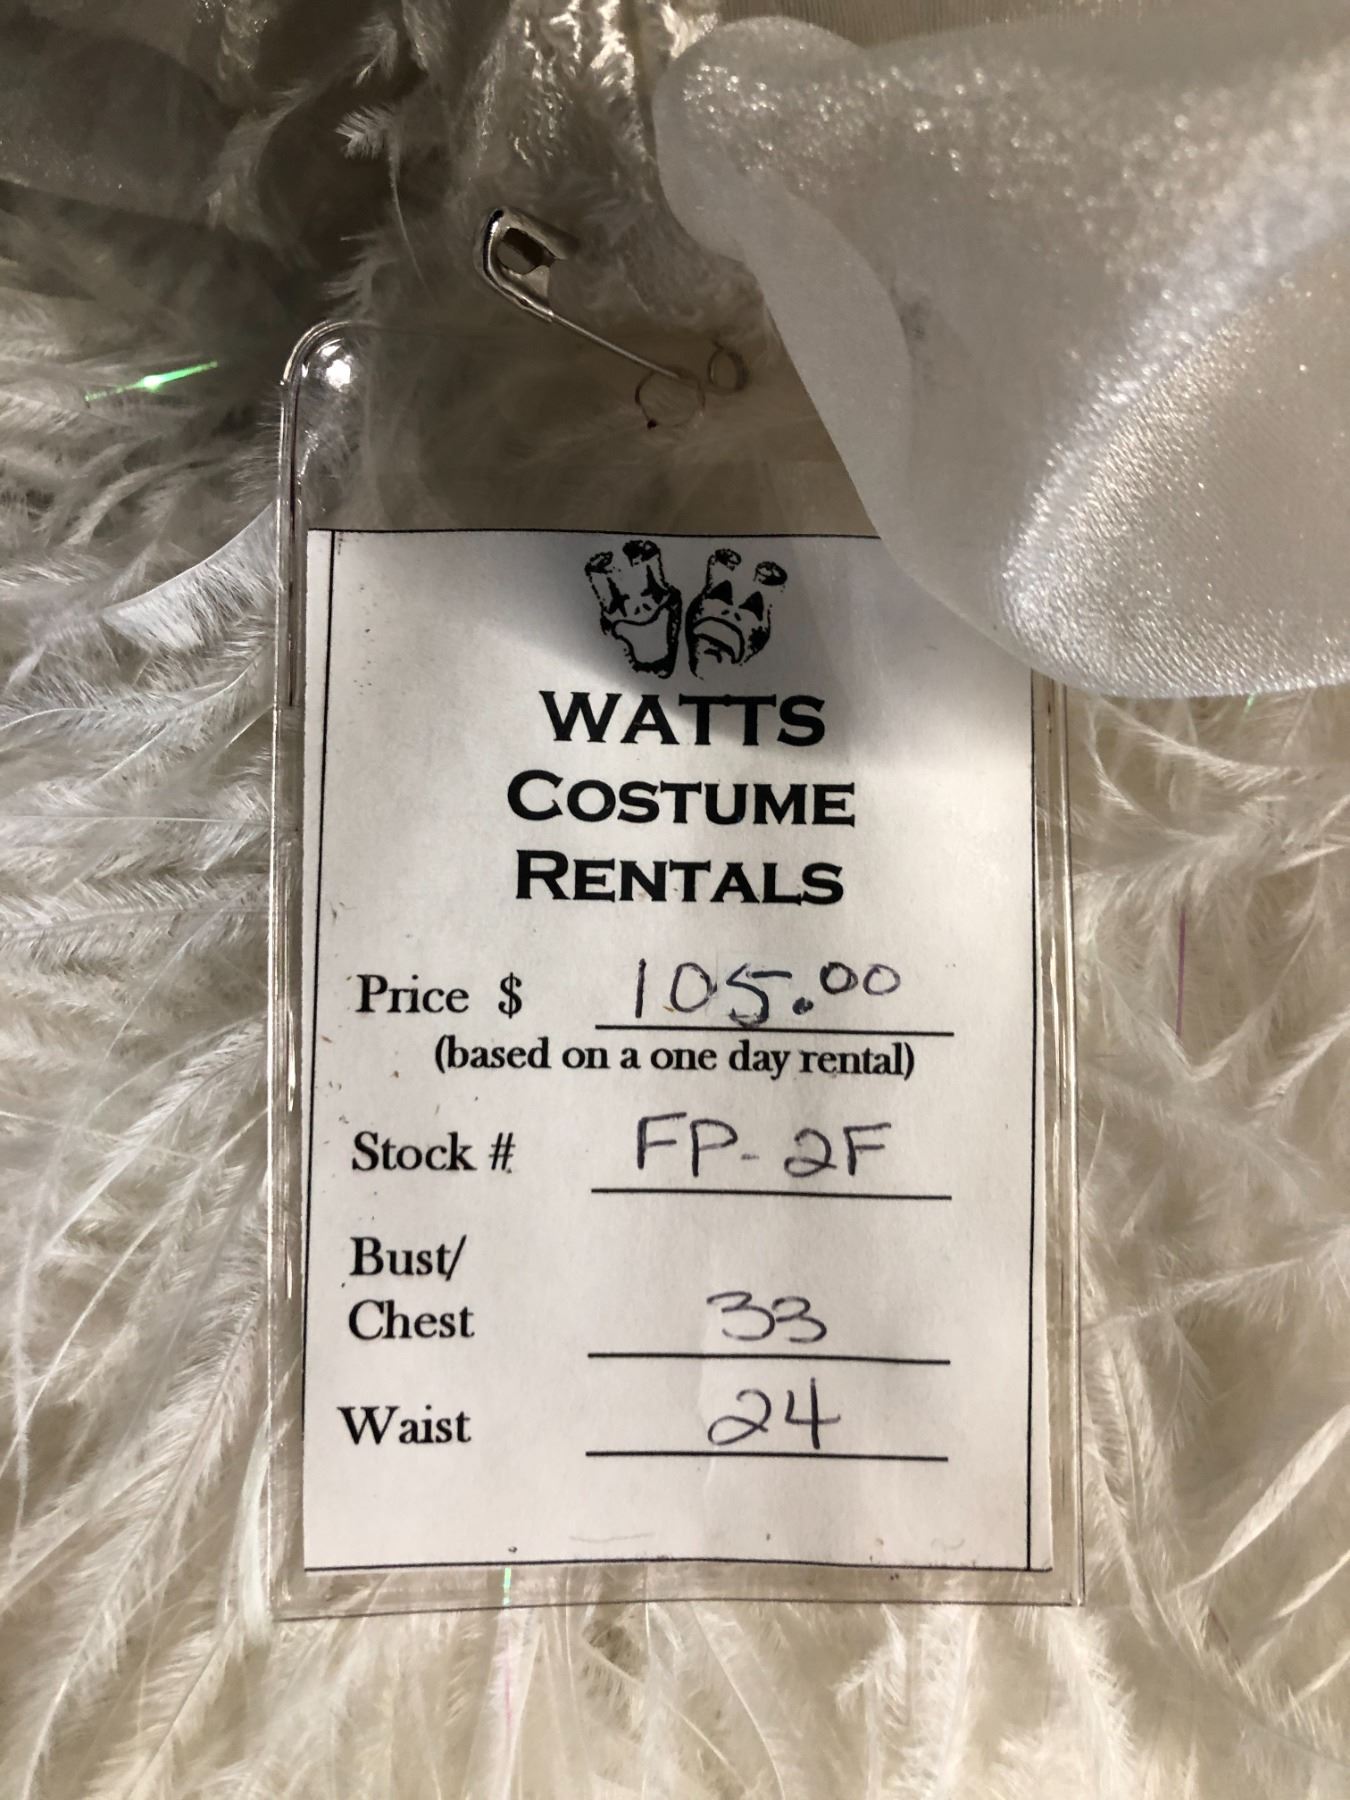 WATTS
COSTUME
RENTALS
Price $ 105.00
(based on a one day rental)
Stock # FP-2F
Bust/
Chest 33
Waist 24